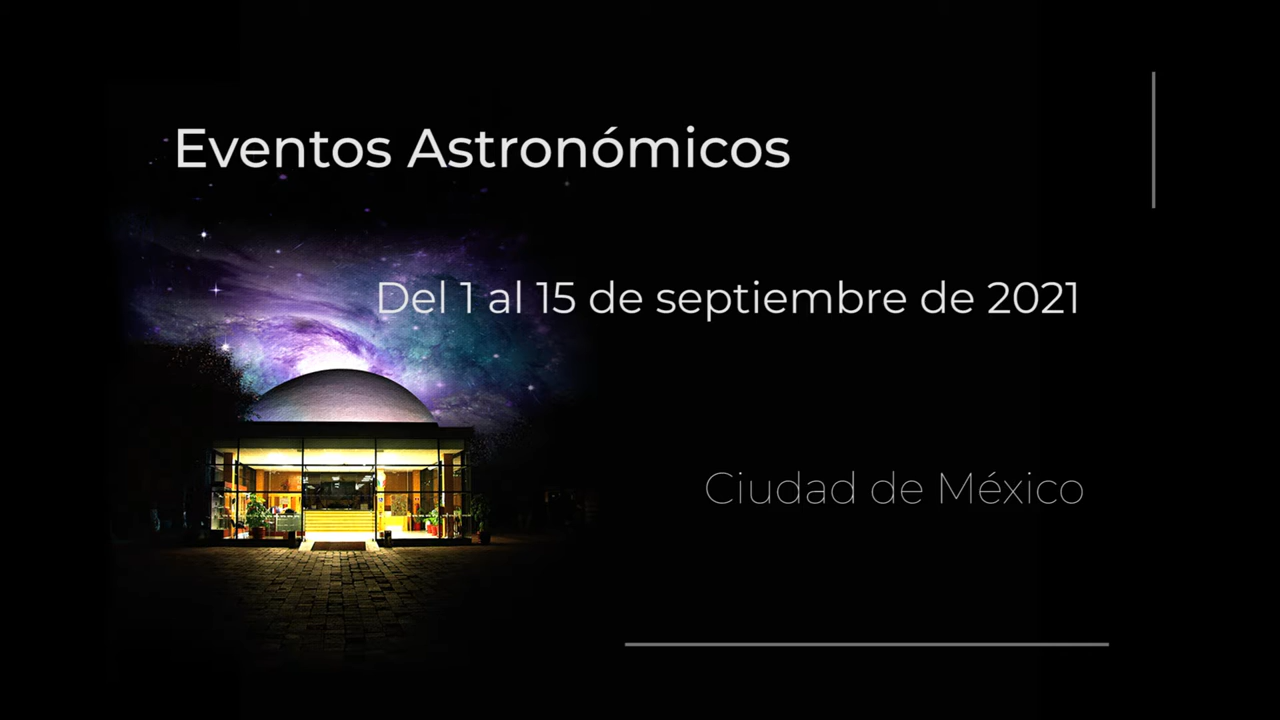 Eventos Astronómicos
Del 1 al 15 de septiembre de 2021
Ciudad de México